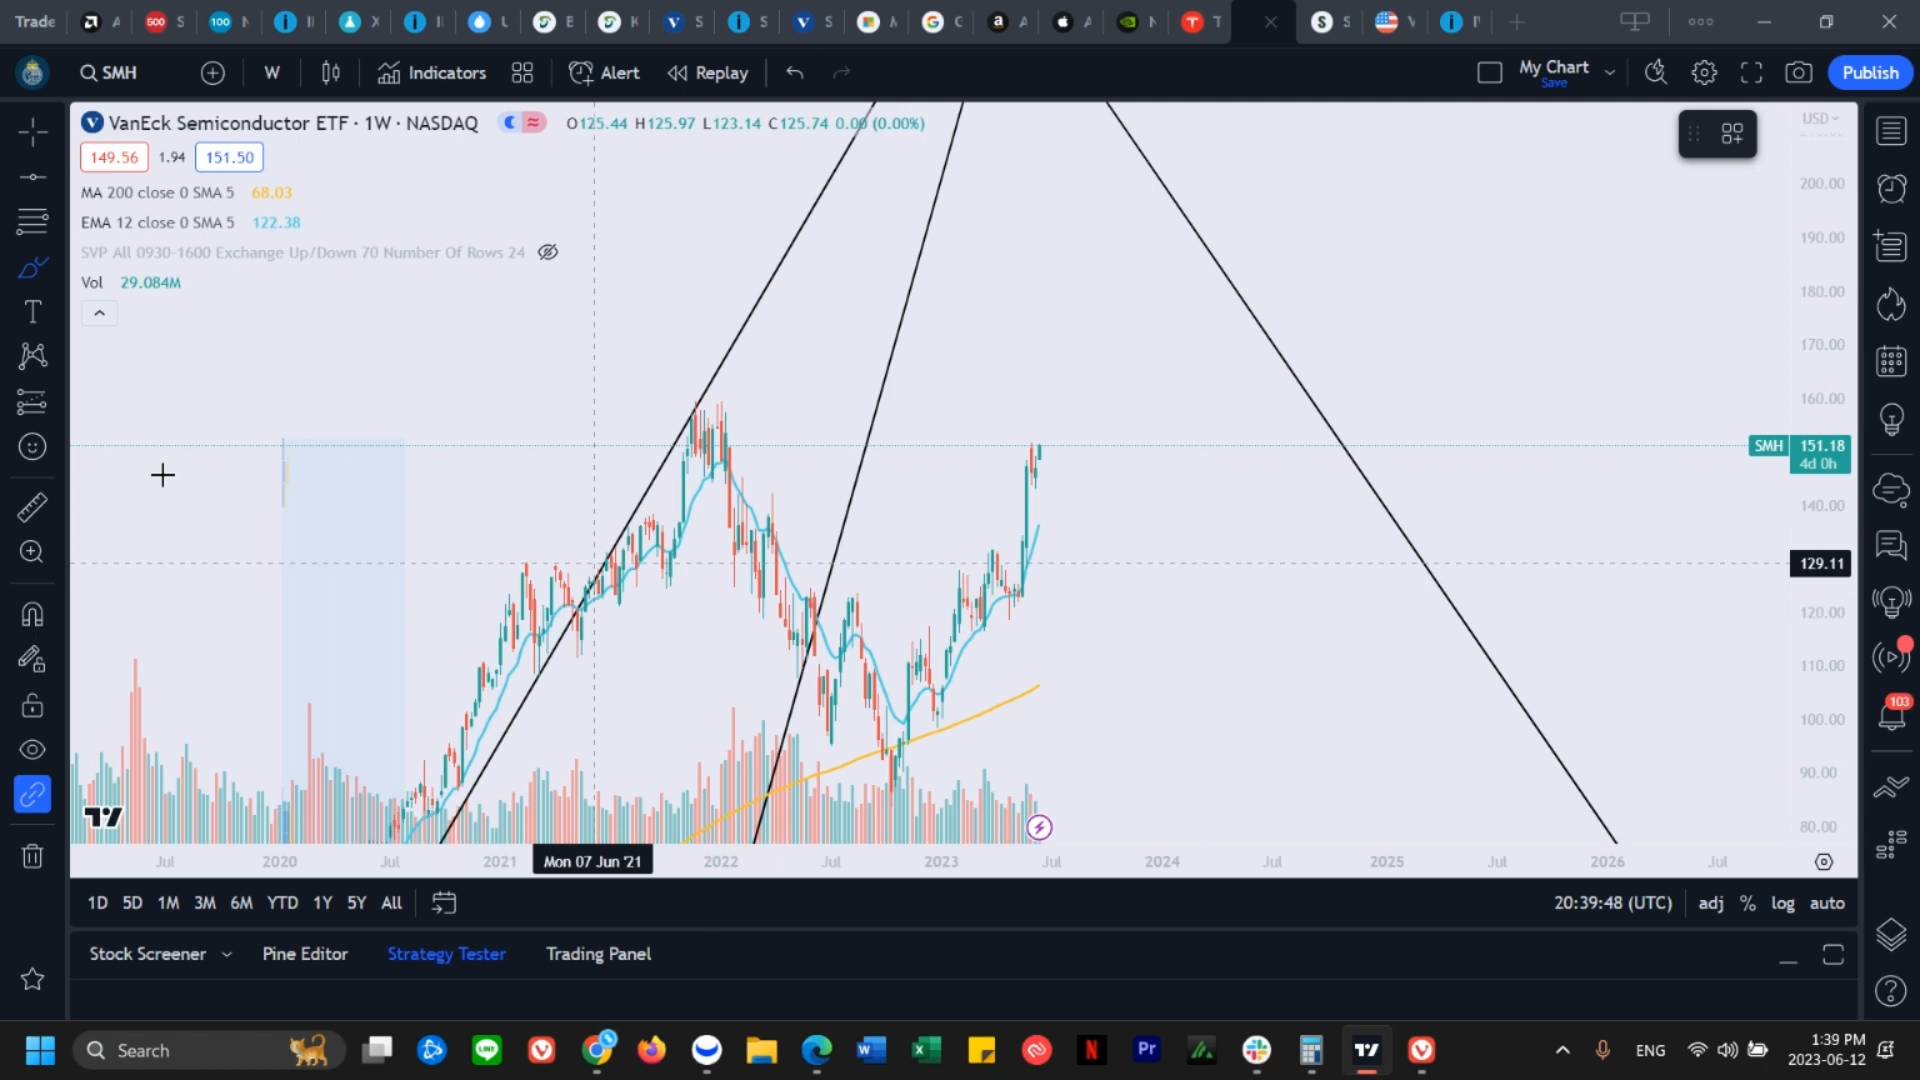 Trade
500
100
SMH
W
Indicators
Alert
Replay
My Chart
Save
Publish
VanEck Semiconductor ETF · 1W · NASDAQ
O125.44 H125.97 L123.14 C125.74 0.00 (0.00%)
USD
149.56 1.94 151.50
MA 200 close 0 SMA 5 68.03
EMA 12 close 0 SMA 5 122.38
SVP All 0930-1600 Exchange Up/Down 70 Number Of Rows 24
Vol 29.084M
200.00
190.00
180.00
170.00
160.00
SMH 151.18
4d 0h
140.00
129.11
120.00
110.00
100.00
90.00
80.00
103
Jul 2020 Jul 2021 Mon 07 Jun '21 2022 Jul 2023 Jul 2024 Jul 2025 Jul 2026 Jul
1D 5D 1M 3M 6M YTD 1Y 5Y All
20:39:48 (UTC) adj % log auto
Stock Screener Pine Editor Strategy Tester Trading Panel
Search
LINE
N
Pr
ENG
1:39 PM
2023-06-12